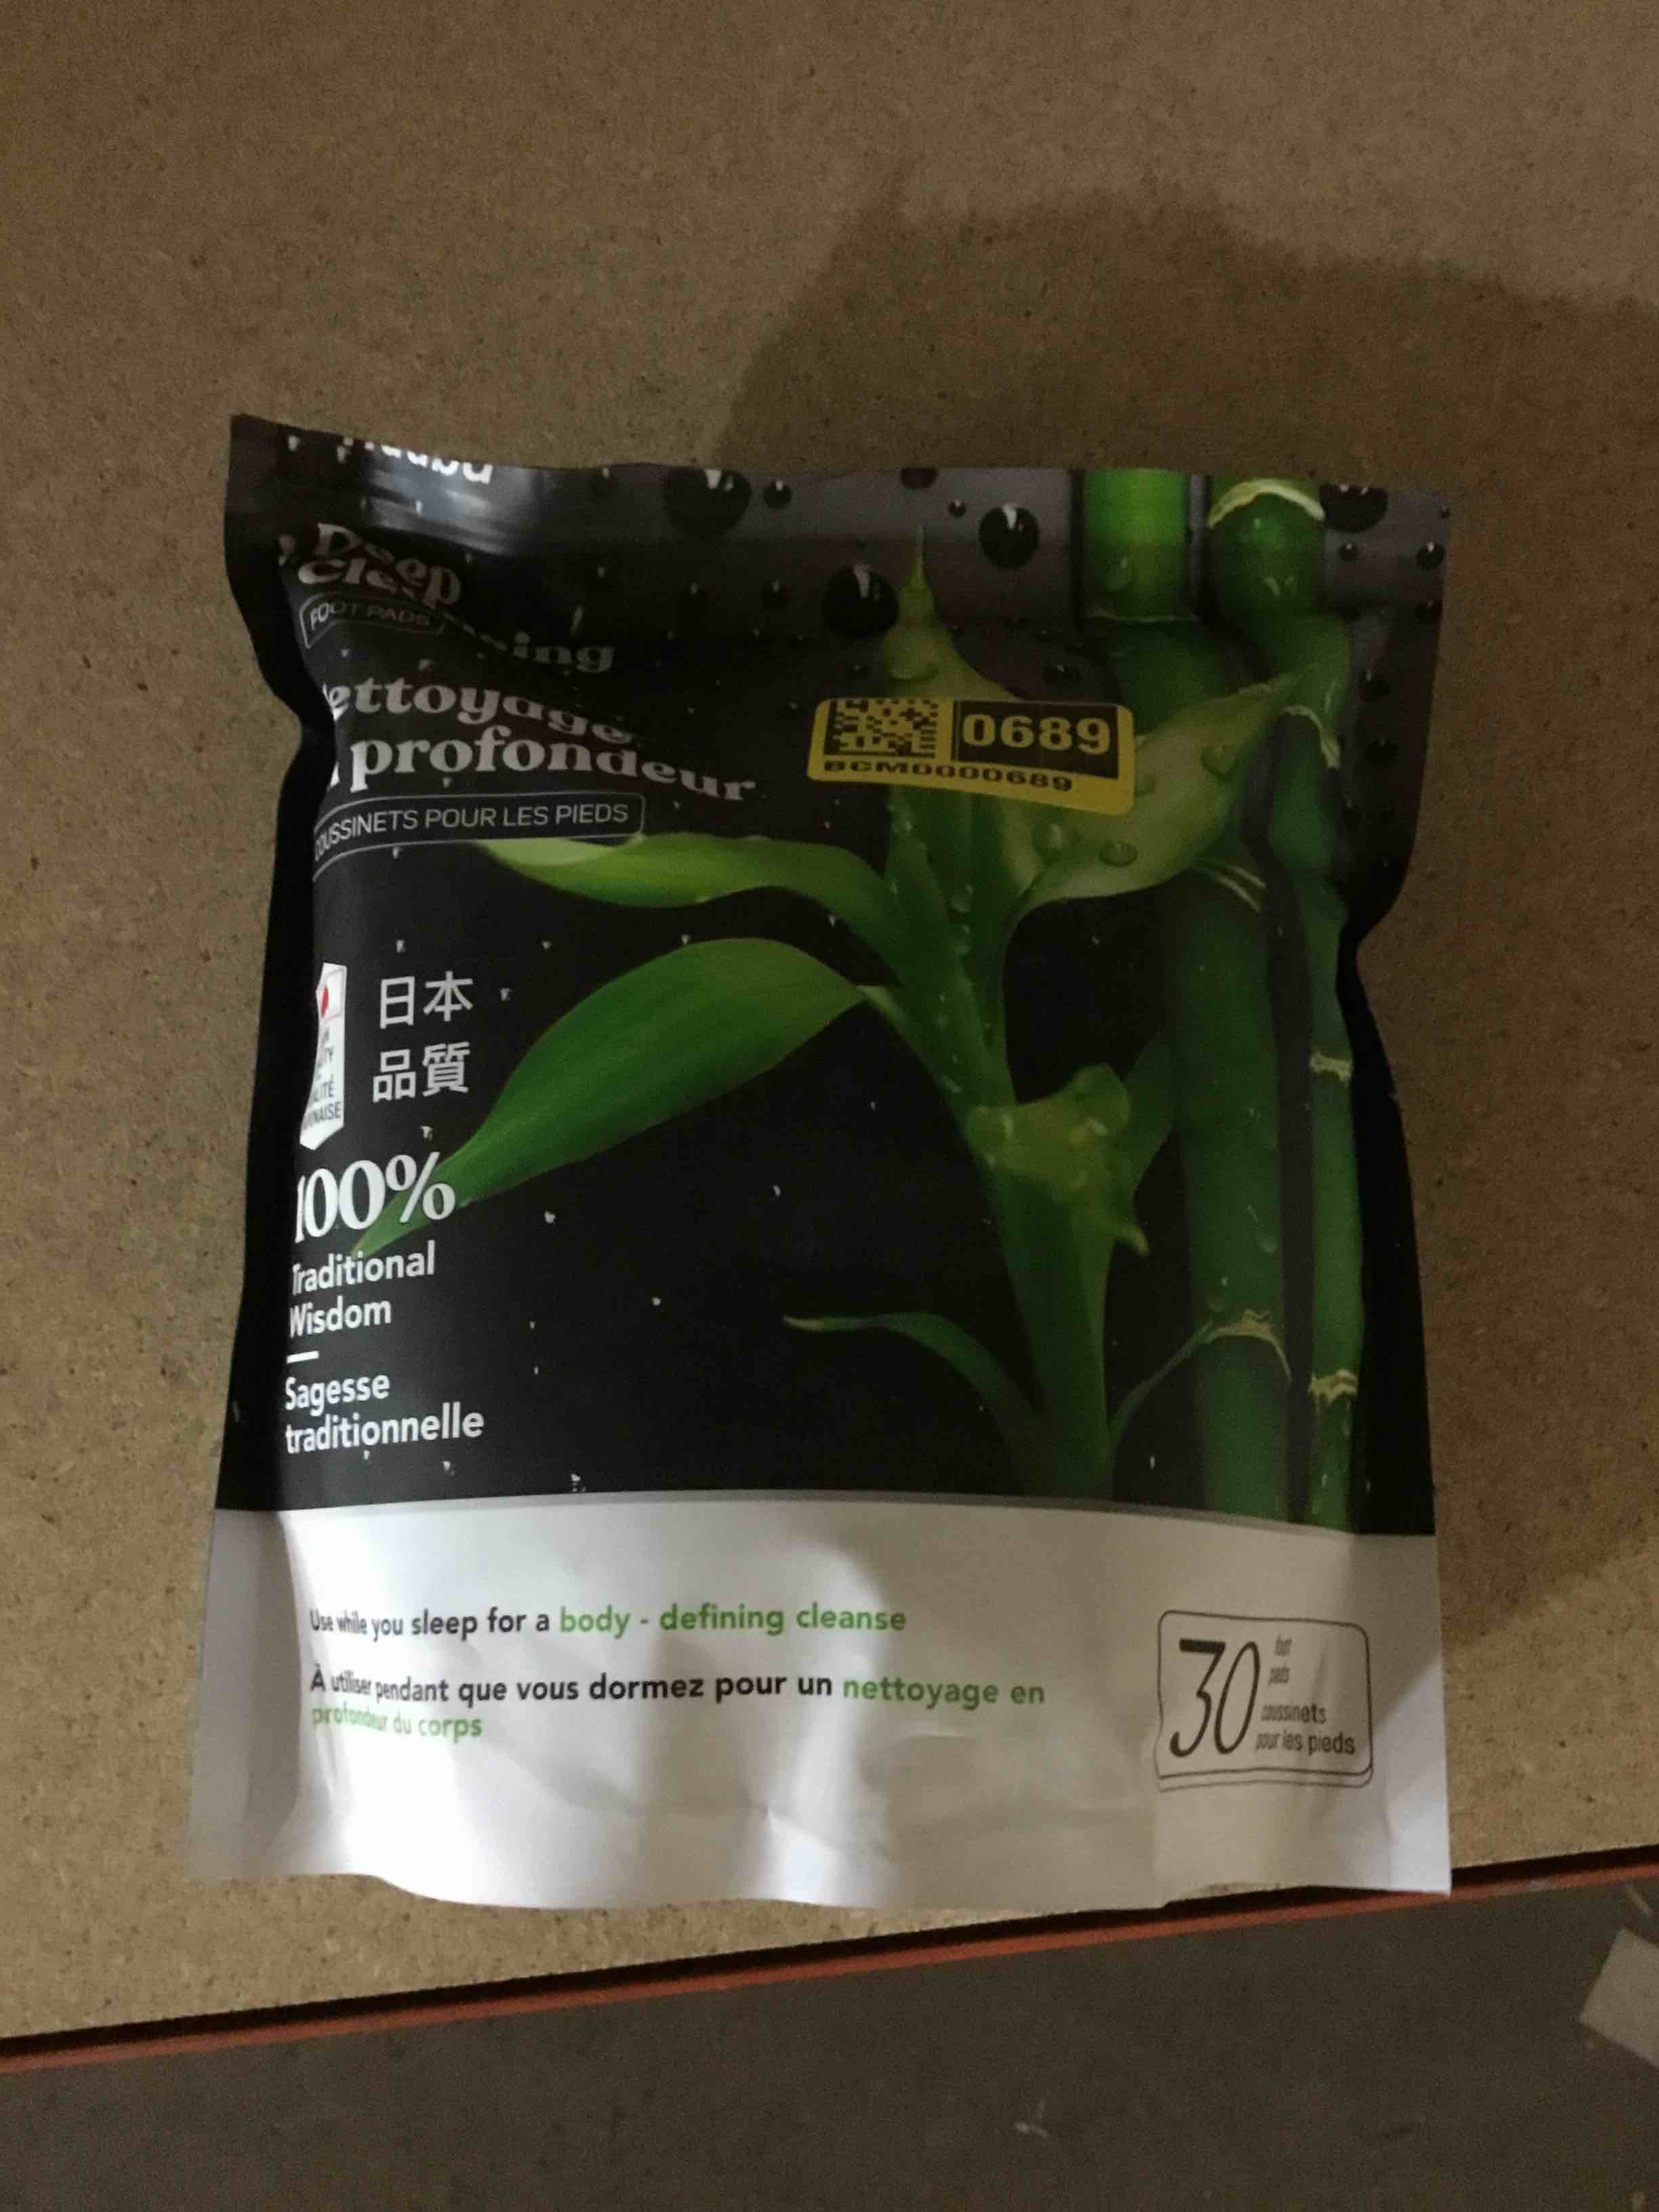 Deep
Cleansing
FOOT PADS
ettoyage
profondeur
COUSSINETS POUR LES PIEDS
0689
BCM0000689
日本
品質
100%
Traditional
Wisdom
Sagesse
traditionnelle
Use while you sleep for a body - defining cleanse
À utiliser pendant que vous dormez pour un nettoyage en
profondeur du corps
30
foot
pads
coussinets
pour les pieds